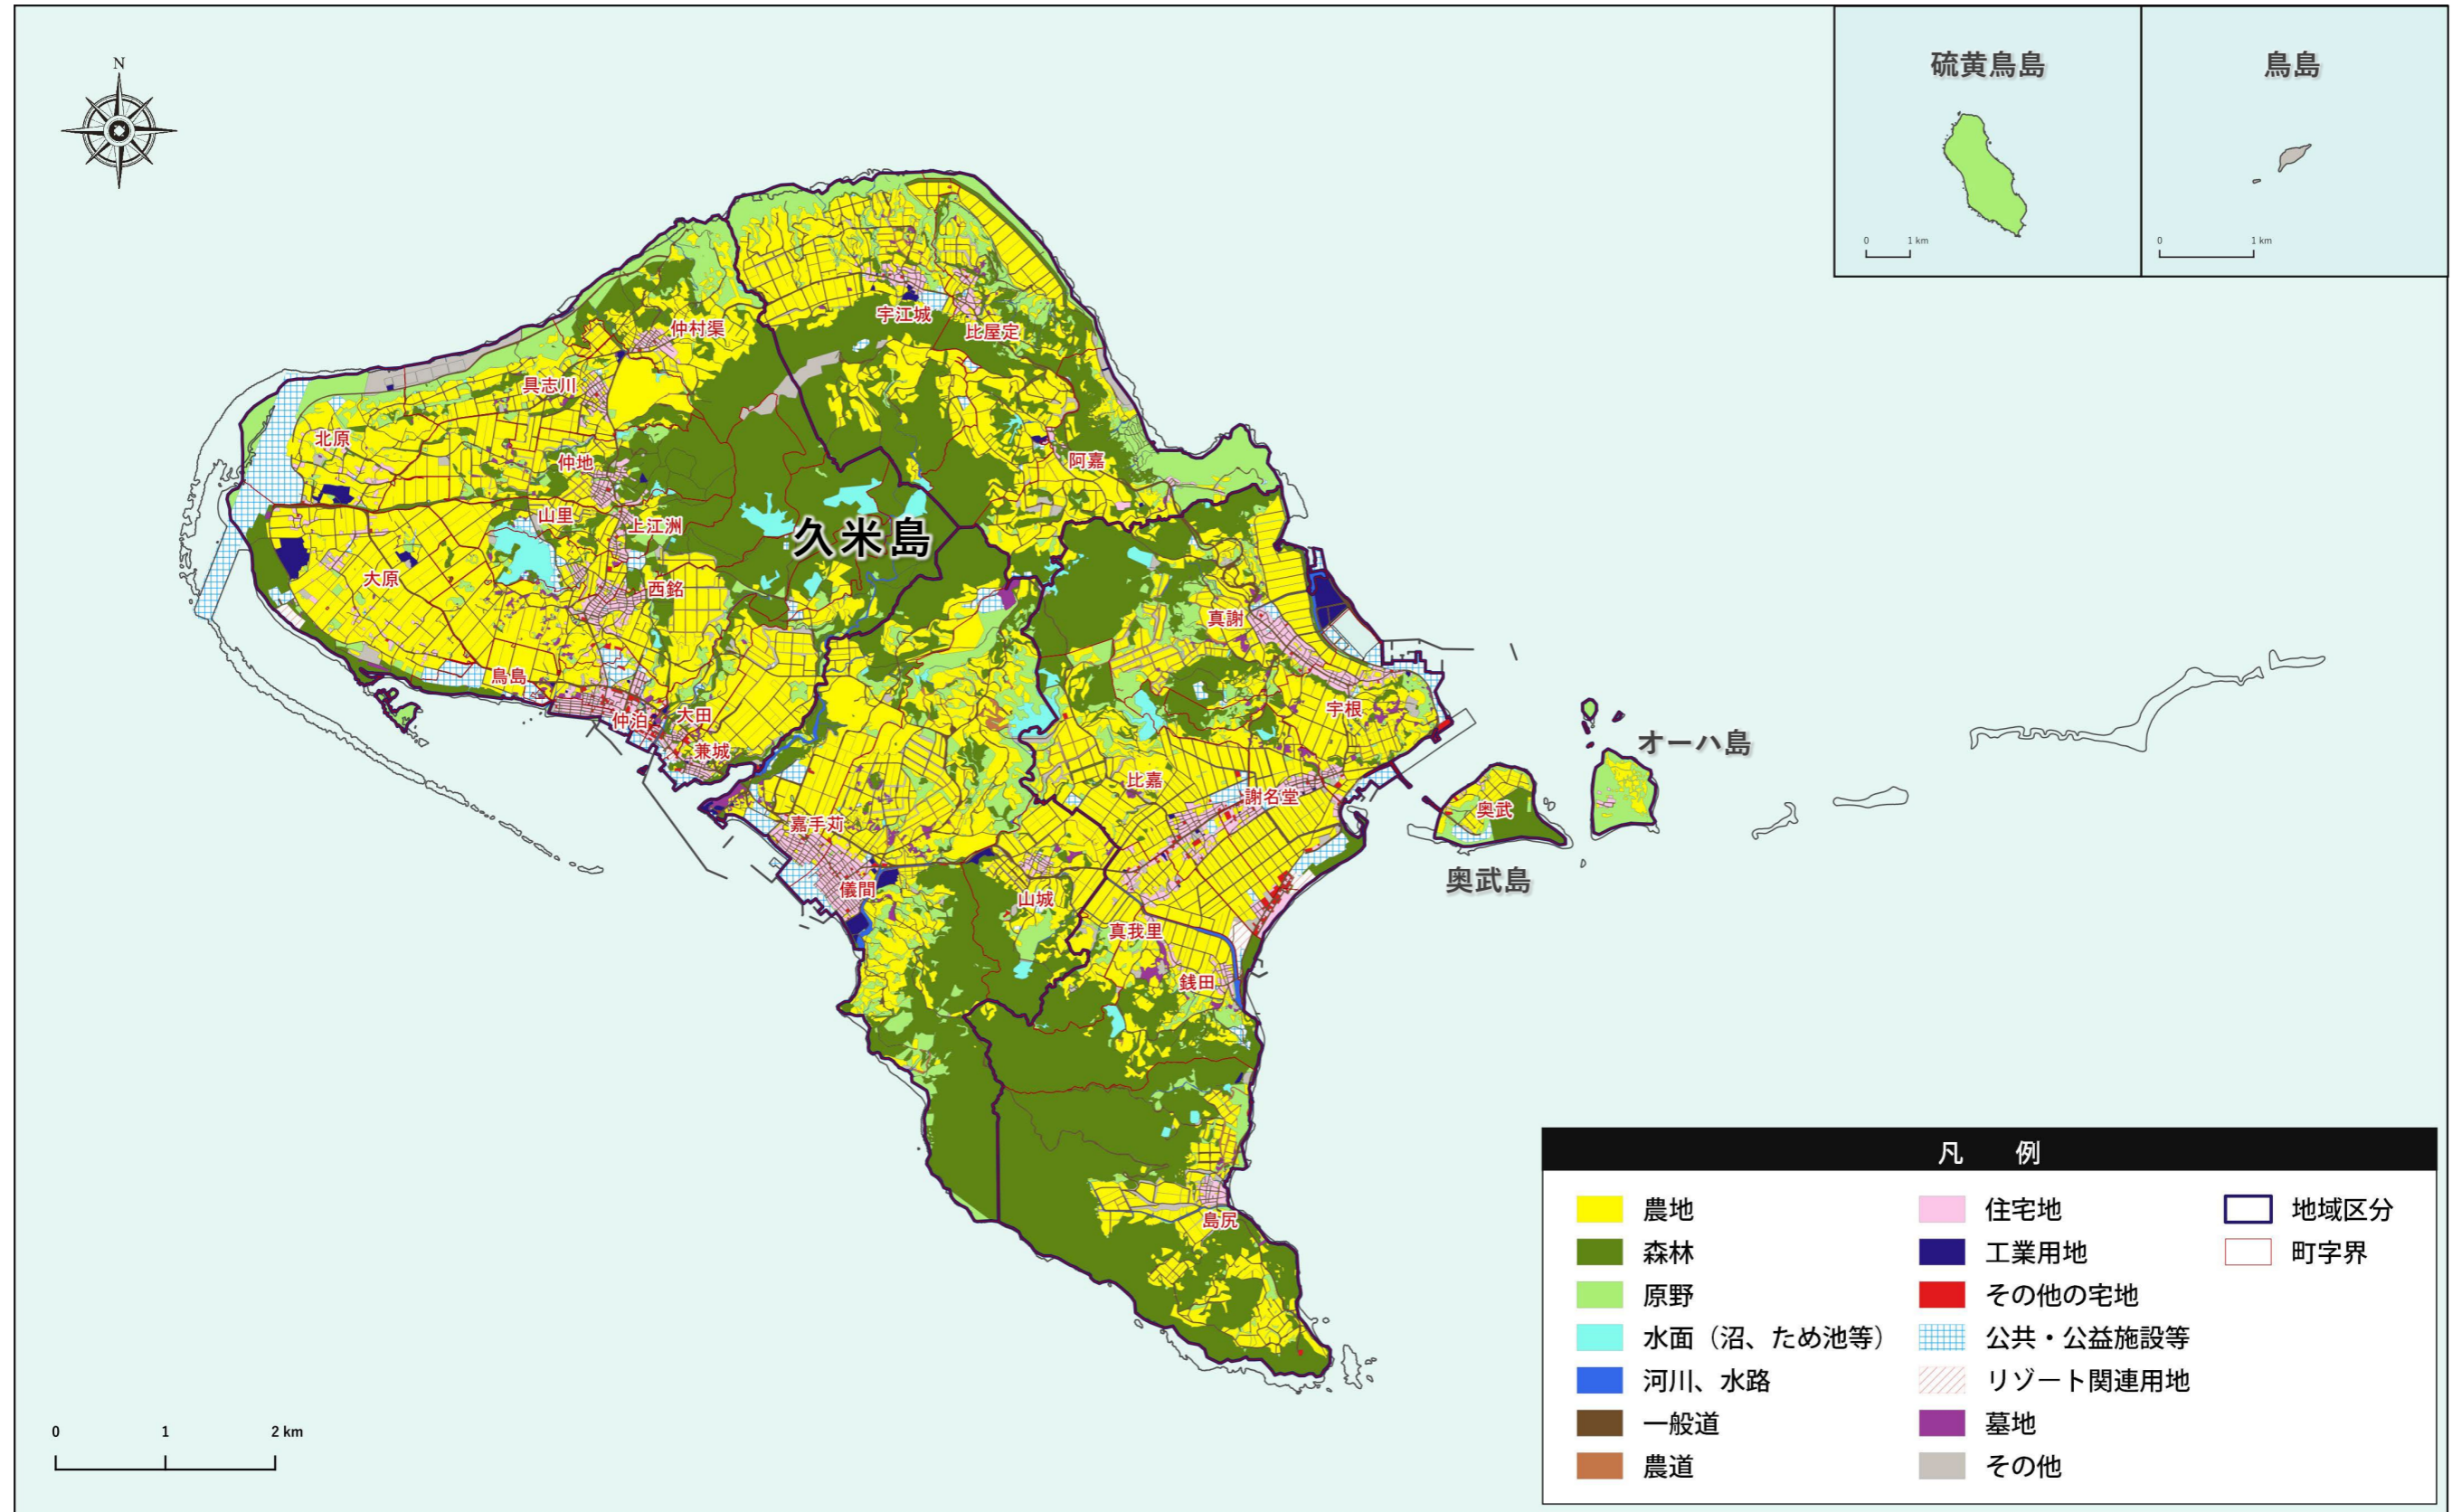 N
硫黄鳥島
0 1 km
鳥島
0 1 km
宇江城
比屋定
仲村渠
具志川
北原
仲地
阿嘉
山里
上江洲
久米島
大原
西銘
真謝
鳥島
仲泊
大田
兼城
宇根
オーハ島
比嘉
謝名堂
奥武
嘉手苅
奥武島
儀間
山城
真我里
銭田
島尻
0 1 2 km
凡 例
農地
森林
原野
水面（沼、ため池等）
河川、水路
一般道
農道
住宅地
工業用地
その他の宅地
公共・公益施設等
リゾート関連用地
墓地
その他
地域区分
町字界